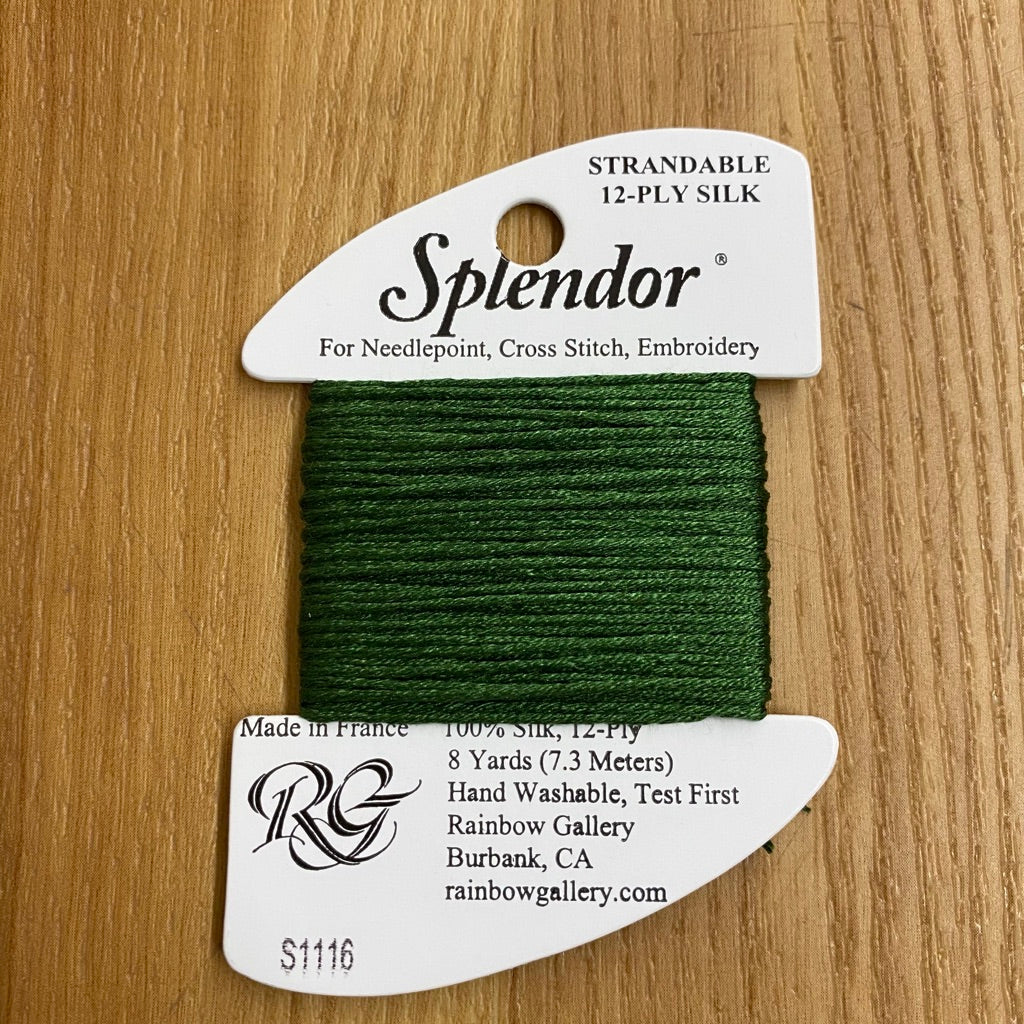 STRANDABLE
12-PLY SILK
Splendor ®
For Needlepoint, Cross Stitch, Embroidery
Made in France
100% Silk, 12-Ply
8 Yards (7.3 Meters)
Hand Washable, Test First
Rainbow Gallery
Burbank, CA
rainbowgallery.com
RG
S1116